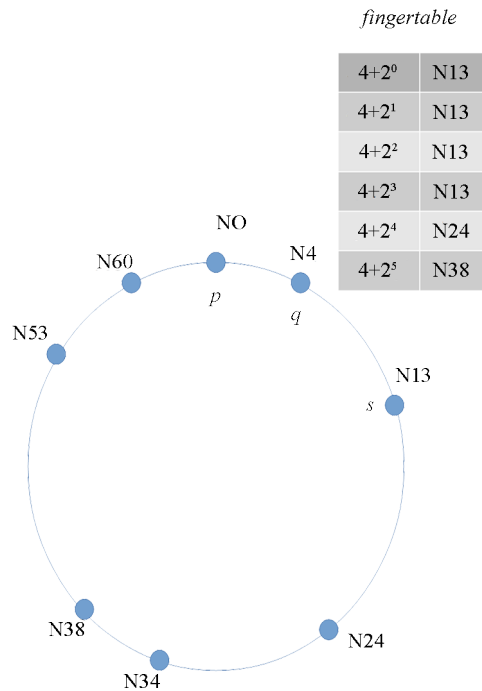 fingertable
4+2⁰ N13
4+2¹ N13
4+2² N13
4+2³ N13
4+2⁴ N24
4+2⁵ N38
NO
N60
N4
p
q
N53
N13
s
N38
N24
N34